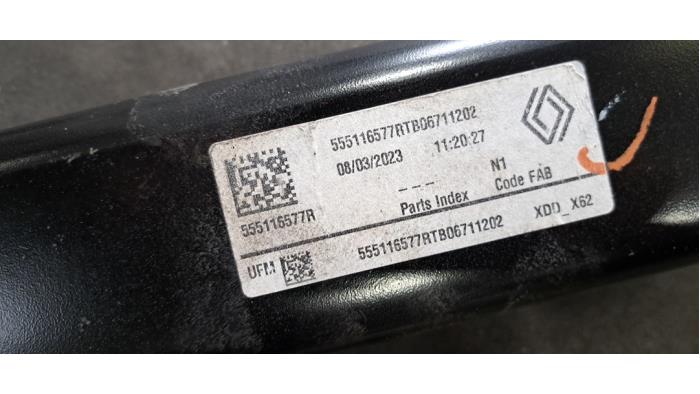 555116577RTB06711202
08/03/2023 11:20:27
--- N1
555116577R Parts Index Code FAB
UFM 555116577RTB06711202 XDD_X62